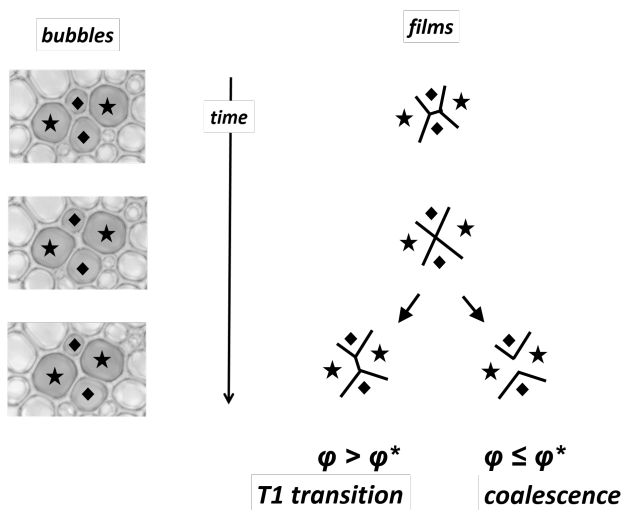 bubbles
films
time
φ > φ*
φ ≤ φ*
T1 transition
coalescence